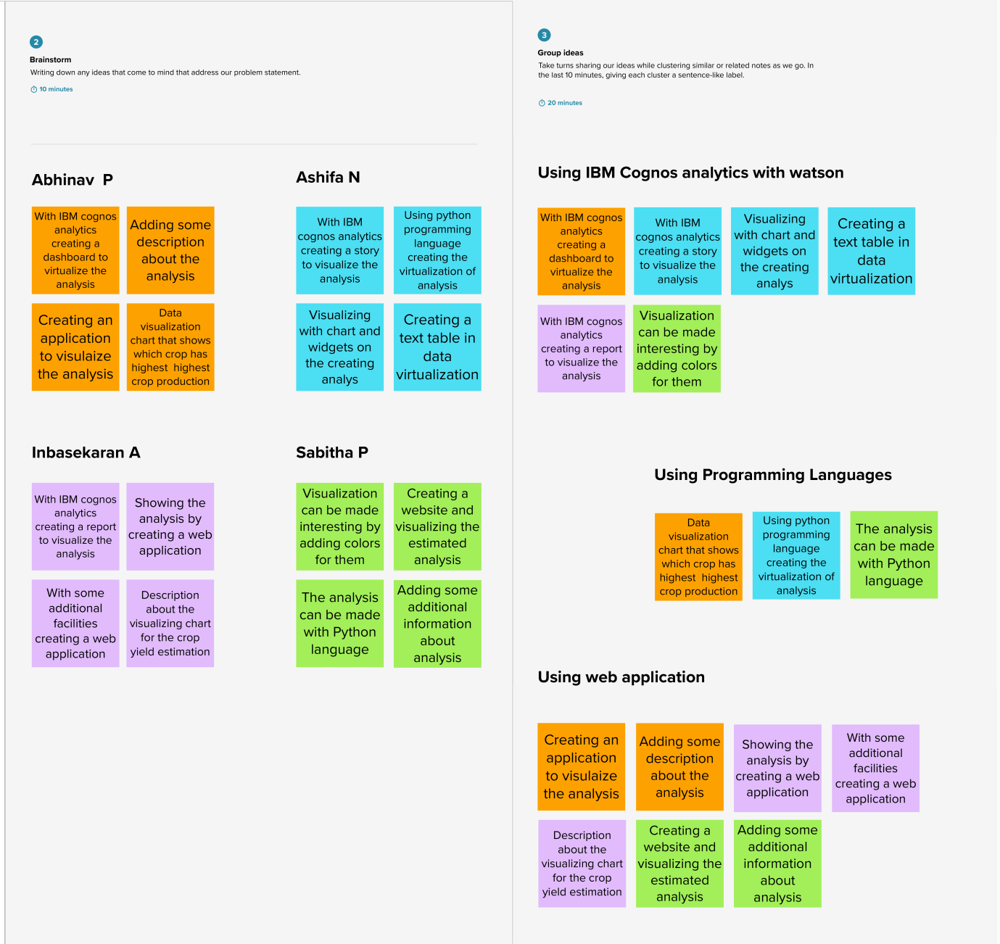 2
Brainstorm
Writing down any ideas that come to mind that address our problem statement.
10 minutes
Abhinav  P
With IBM cognos
analytics
creating a
dashboard to
virtualize the
analysis
Adding some
description
about the
analysis
Creating an
application
to visulaize
the analysis
Data
visualization
chart that shows
which crop has
highest  highest
crop production
Ashifa N
With IBM
cognos analytics
creating a story
to visualize the
analysis
Using python
programming
language
creating the
virtualization of
analysis
Visualizing
with chart and
widgets on
the creating
analys
Creating a
text table in
data
virtualization
Inbasekaran A
With IBM cognos
analytics
creating a report
to visualize the
analysis
Showing the
analysis by
creating a web
application
With some
additional
facilities
creating a web
application
Description
about the
visualizing chart
for the crop
yield estimation
Sabitha P
Visualization
can be made
interesting by
adding colors
for them
Creating a
website and
visualizing the
estimated
analysis
The analysis
can be made
with Python
language
Adding some
additional
information
about
analysis
3
Group ideas
Take turns sharing our ideas while clustering similar or related notes as we go. In
the last 10 minutes, giving each cluster a sentence-like label.
20 minutes
Using IBM Cognos analytics with watson
With IBM cognos
analytics
creating a
dashboard to
virtualize the
analysis
With IBM
cognos analytics
creating a story
to visualize the
analysis
Visualizing
with chart and
widgets on
the creating
analys
Creating a
text table in
data
virtualization
With IBM cognos
analytics
creating a report
to visualize the
analysis
Visualization
can be made
interesting by
adding colors
for them
Using Programming Languages
Data
visualization
chart that shows
which crop has
highest  highest
crop production
Using python
programming
language
creating the
virtualization of
analysis
The analysis
can be made
with Python
language
Using web application
Creating an
application
to visulaize
the analysis
Adding some
description
about the
analysis
Showing the
analysis by
creating a web
application
With some
additional
facilities
creating a web
application
Description
about the
visualizing chart
for the crop
yield estimation
Creating a
website and
visualizing the
estimated
analysis
Adding some
additional
information
about
analysis